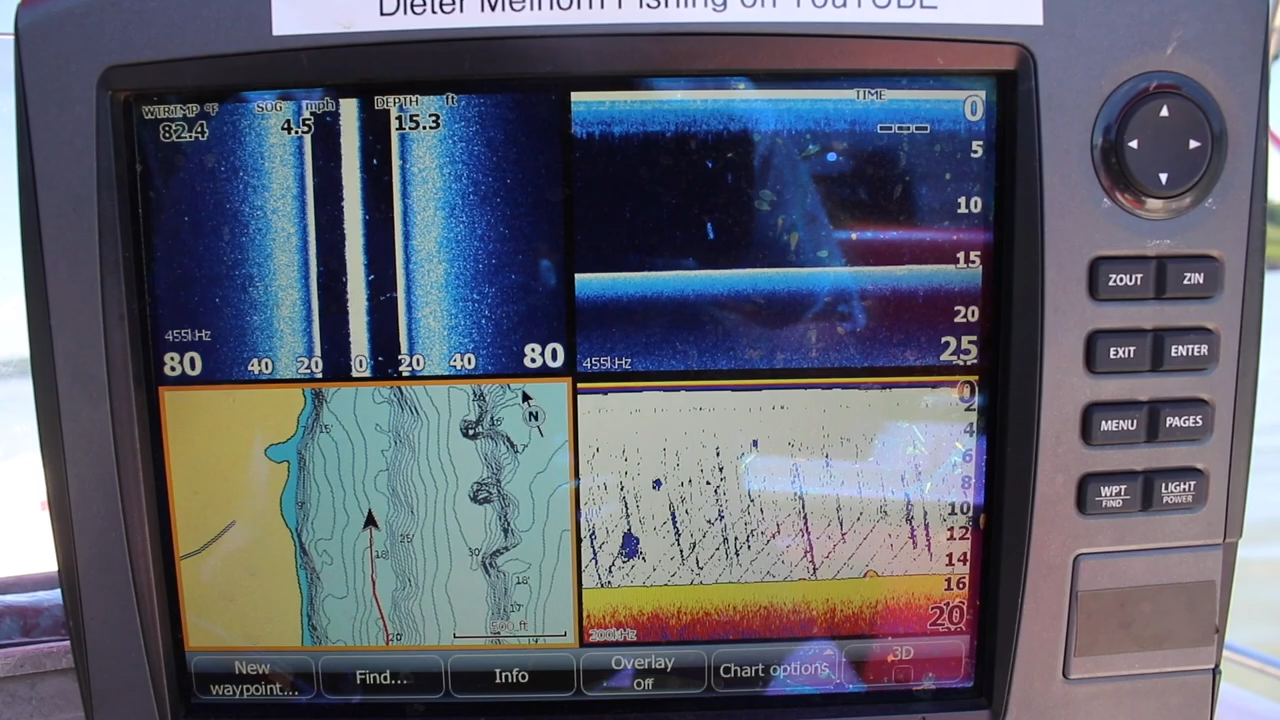 Dieter Melhorn Fishing on YouTUBE
WTRTMP °F SOG mph DEPTH ft
82.4 4.5 15.3
455kHz
80 40 20 0 20 40 80
TIME
0
5
10
15
20
25
455kHz
N
15'
9'
18 25 30
18'
17
20
500 ft
0
2
4
6
8
10
12
14
16
20
200kHz
New waypoint...
Find...
Info
Overlay
Off
Chart options
3D
ZOUT ZIN
EXIT ENTER
MENU PAGES
WPT FIND
LIGHT POWER